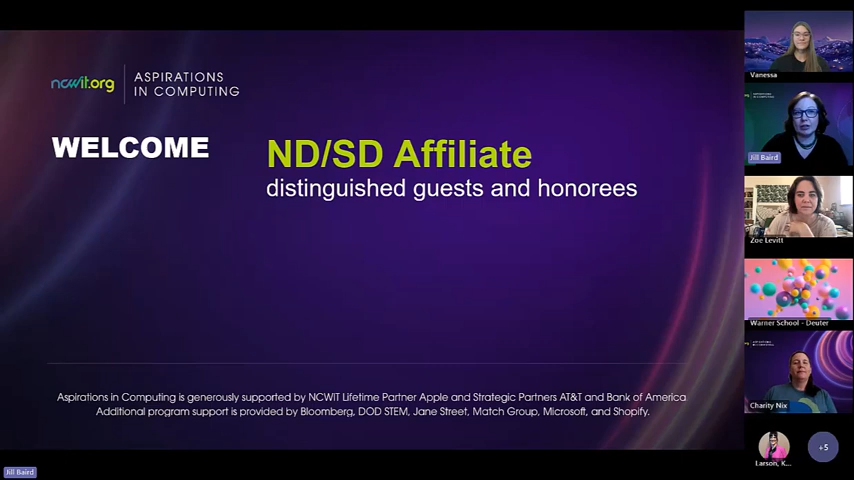 ncwit.org
ASPIRATIONS
IN COMPUTING
WELCOME
ND/SD Affiliate
distinguished guests and honorees
Aspirations in Computing is generously supported by NCWIT Lifetime Partner Apple and Strategic Partners AT&T and Bank of America
Additional program support is provided by Bloomberg, DOD STEM, Jane Street, Match Group, Microsoft, and Shopify.
Jill Baird
Vanessa
Jill Baird
Zoe Levitt
Warner School - Deuter
Charity Nix
Larson, K...
+5